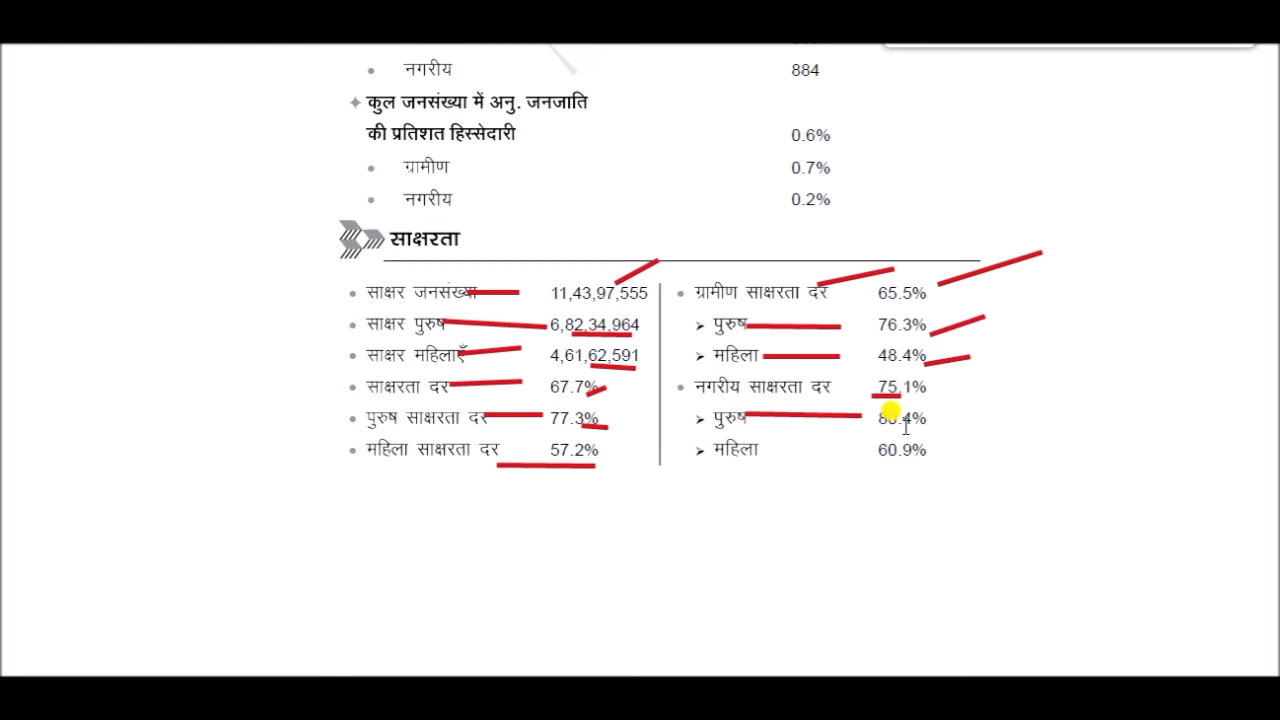 नगरीय 884
कुल जनसंख्या में अनु. जनजाति
की प्रतिशत हिस्सेदारी 0.6%
ग्रामीण 0.7%
नगरीय 0.2%
साक्षरता
साक्षर जनसंख्या 11,43,97,555
साक्षर पुरुष 6,82,34,964
साक्षर महिलाएँ 4,61,62,591
साक्षरता दर 67.7%
पुरुष साक्षरता दर 77.3%
महिला साक्षरता दर 57.2%
ग्रामीण साक्षरता दर 65.5%
पुरुष 76.3%
महिला 48.4%
नगरीय साक्षरता दर 75.1%
पुरुष
महिला 60.9%